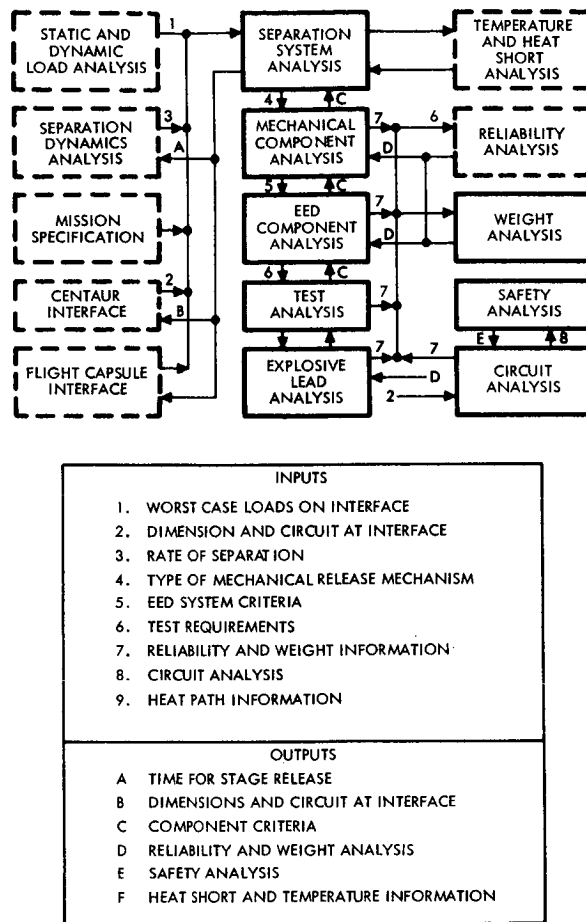 STATIC AND
DYNAMIC
LOAD ANALYSIS
1
SEPARATION
SYSTEM
ANALYSIS
TEMPERATURE
AND HEAT
SHORT
ANALYSIS
4
C
SEPARATION
DYNAMICS
ANALYSIS
3
A
MECHANICAL
COMPONENT
ANALYSIS
7
D
6
RELIABILITY
ANALYSIS
5
C
MISSION
SPECIFICATION
EED
COMPONENT
ANALYSIS
7
D
WEIGHT
ANALYSIS
6
C
CENTAUR
INTERFACE
2
B
TEST
ANALYSIS
7
SAFETY
ANALYSIS
E
8
FLIGHT CAPSULE
INTERFACE
EXPLOSIVE
LEAD
ANALYSIS
7
7
D
2
CIRCUIT
ANALYSIS
INPUTS
1. WORST CASE LOADS ON INTERFACE
2. DIMENSION AND CIRCUIT AT INTERFACE
3. RATE OF SEPARATION
4. TYPE OF MECHANICAL RELEASE MECHANISM
5. EED SYSTEM CRITERIA
6. TEST REQUIREMENTS
7. RELIABILITY AND WEIGHT INFORMATION
8. CIRCUIT ANALYSIS
9. HEAT PATH INFORMATION
OUTPUTS
A TIME FOR STAGE RELEASE
B DIMENSIONS AND CIRCUIT AT INTERFACE
C COMPONENT CRITERIA
D RELIABILITY AND WEIGHT ANALYSIS
E SAFETY ANALYSIS
F HEAT SHORT AND TEMPERATURE INFORMATION